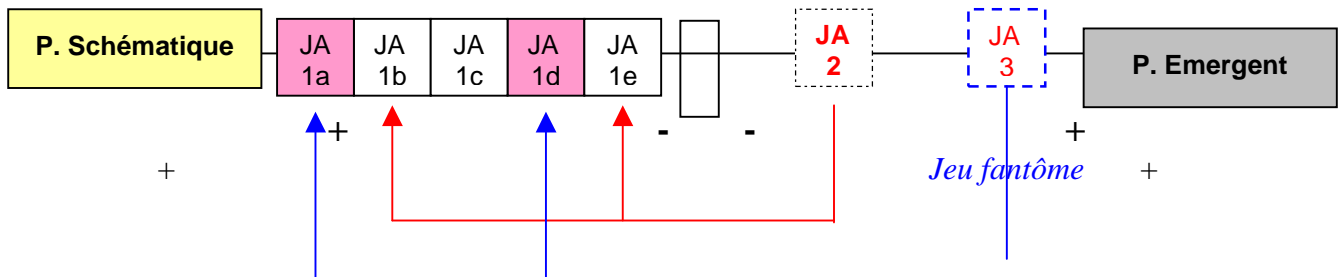 P. Schématique
JA
1a
JA
1b
JA
1c
JA
1d
JA
1e
JA
2
JA
3
P. Emergent
+
-
-
+
+
Jeu fantôme
+